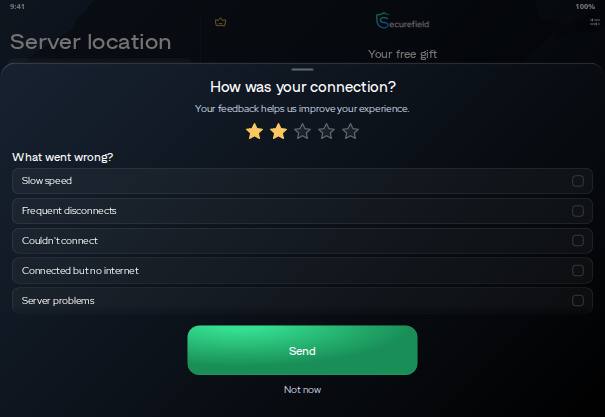 9:41
100%
Securefield
Server location
Your free gift
How was your connection?
Your feedback helps us improve your experience.
What went wrong?
Slow speed
Frequent disconnects
Couldn't connect
Connected but no internet
Server problems
Send
Not now